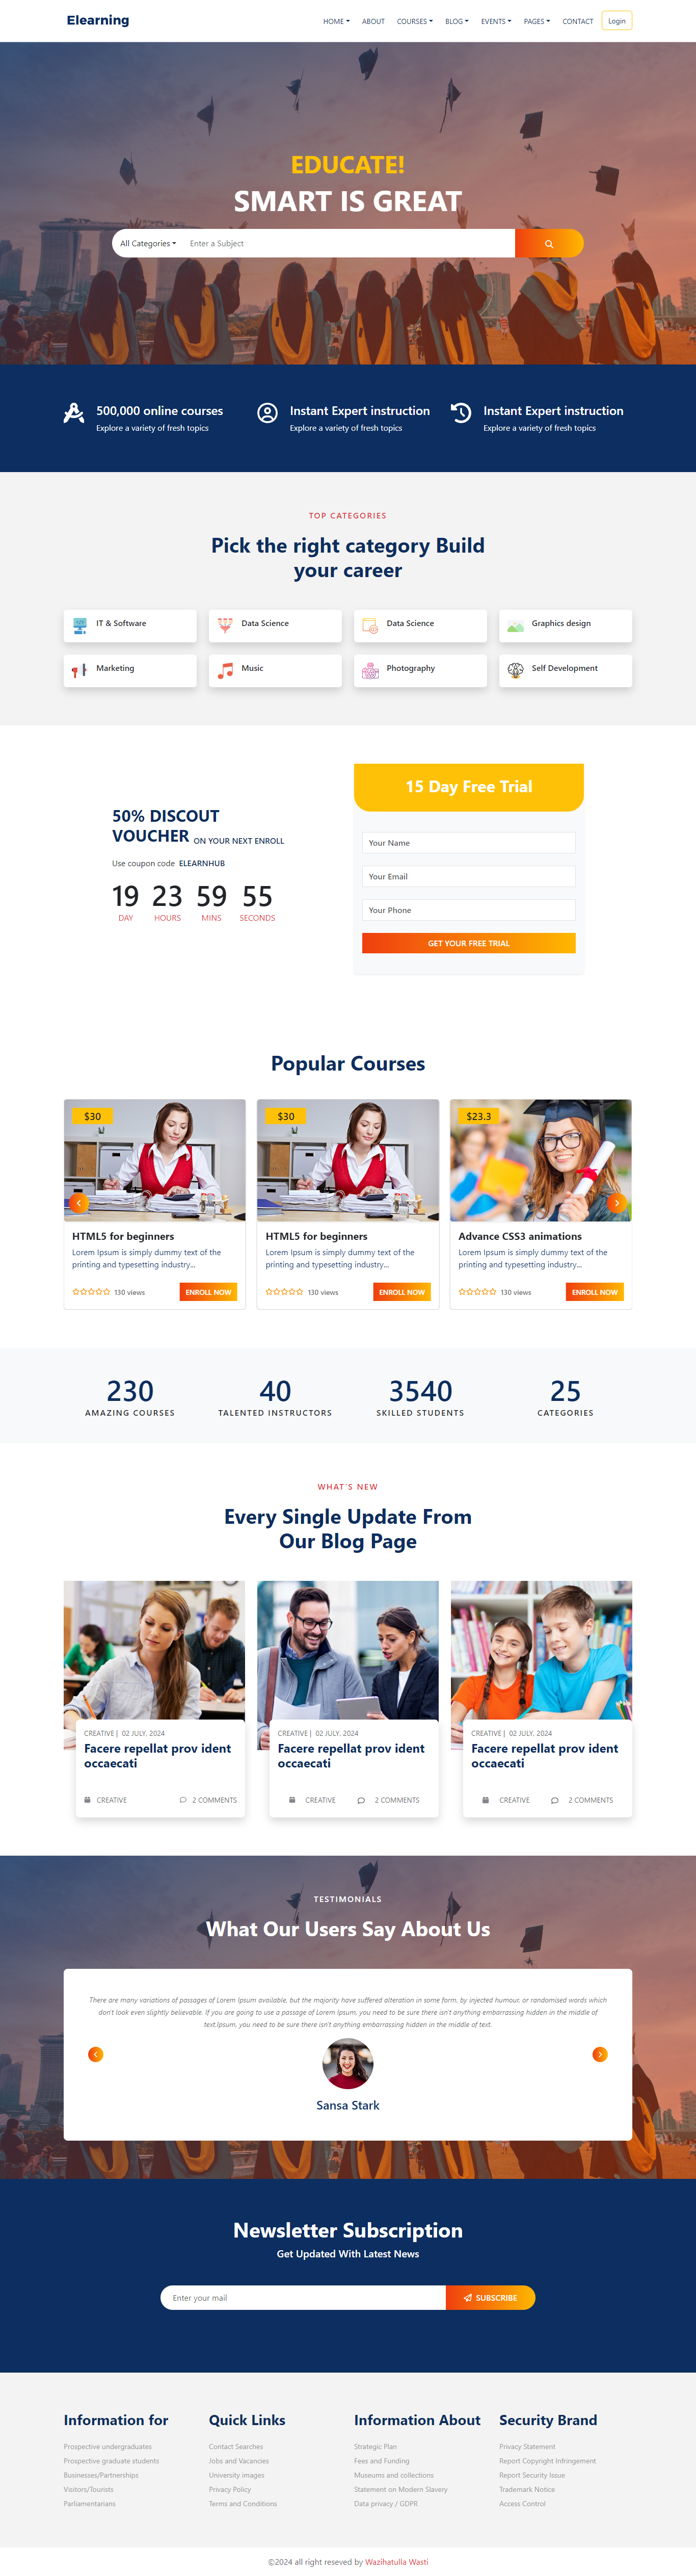 Elearning
HOME ABOUT COURSES BLOG EVENTS PAGES CONTACT Login
EDUCATE!
SMART IS GREAT
All Categories Enter a Subject
500,000 online courses
Explore a variety of fresh topics
Instant Expert instruction
Explore a variety of fresh topics
Instant Expert instruction
Explore a variety of fresh topics
TOP CATEGORIES
Pick the right category Build
your career
IT & Software
Data Science
Data Science
Graphics design
Marketing
Music
Photography
Self Development
50% DISCOUT
VOUCHER ON YOUR NEXT ENROLL
Use coupon code ELEARNHUB
19 23 59 55
DAY HOURS MINS SECONDS
15 Day Free Trial
Your Name
Your Email
Your Phone
GET YOUR FREE TRIAL
Popular Courses
$30
HTML5 for beginners
Lorem Ipsum is simply dummy text of the
printing and typesetting industry...
130 views ENROLL NOW
$30
HTML5 for beginners
Lorem Ipsum is simply dummy text of the
printing and typesetting industry...
130 views ENROLL NOW
$23.3
Advance CSS3 animations
Lorem Ipsum is simply dummy text of the
printing and typesetting industry...
130 views ENROLL NOW
230
AMAZING COURSES
40
TALENTED INSTRUCTORS
3540
SKILLED STUDENTS
25
CATEGORIES
WHAT'S NEW
Every Single Update From
Our Blog Page
CREATIVE | 02 JULY, 2024
Facere repellat prov ident
occaecati
CREATIVE 2 COMMENTS
CREATIVE | 02 JULY, 2024
Facere repellat prov ident
occaecati
CREATIVE 2 COMMENTS
CREATIVE | 02 JULY, 2024
Facere repellat prov ident
occaecati
CREATIVE 2 COMMENTS
TESTIMONIALS
What Our Users Say About Us
There are many variations of passages of Lorem Ipsum available, but the majority have suffered alteration in some form, by injected humour, or randomised words which
don't look even slightly believable. If you are going to use a passage of Lorem Ipsum, you need to be sure there isn't anything embarrassing hidden in the middle of
text.Ipsum, you need to be sure there isn't anything embarrassing hidden in the middle of text.
Sansa Stark
Newsletter Subscription
Get Updated With Latest News
Enter your mail SUBSCRIBE
Information for
Prospective undergraduates
Prospective graduate students
Businesses/Partnerships
Visitors/Tourists
Parliamentarians
Quick Links
Contact Searches
Jobs and Vacancies
University images
Privacy Policy
Terms and Conditions
Information About
Strategic Plan
Fees and Funding
Museums and collections
Statement on Modern Slavery
Data privacy / GDPR
Security Brand
Privacy Statement
Report Copyright Infringement
Report Security Issue
Trademark Notice
Access Control
©2024 all right reseved by Wazihatulla Wasti